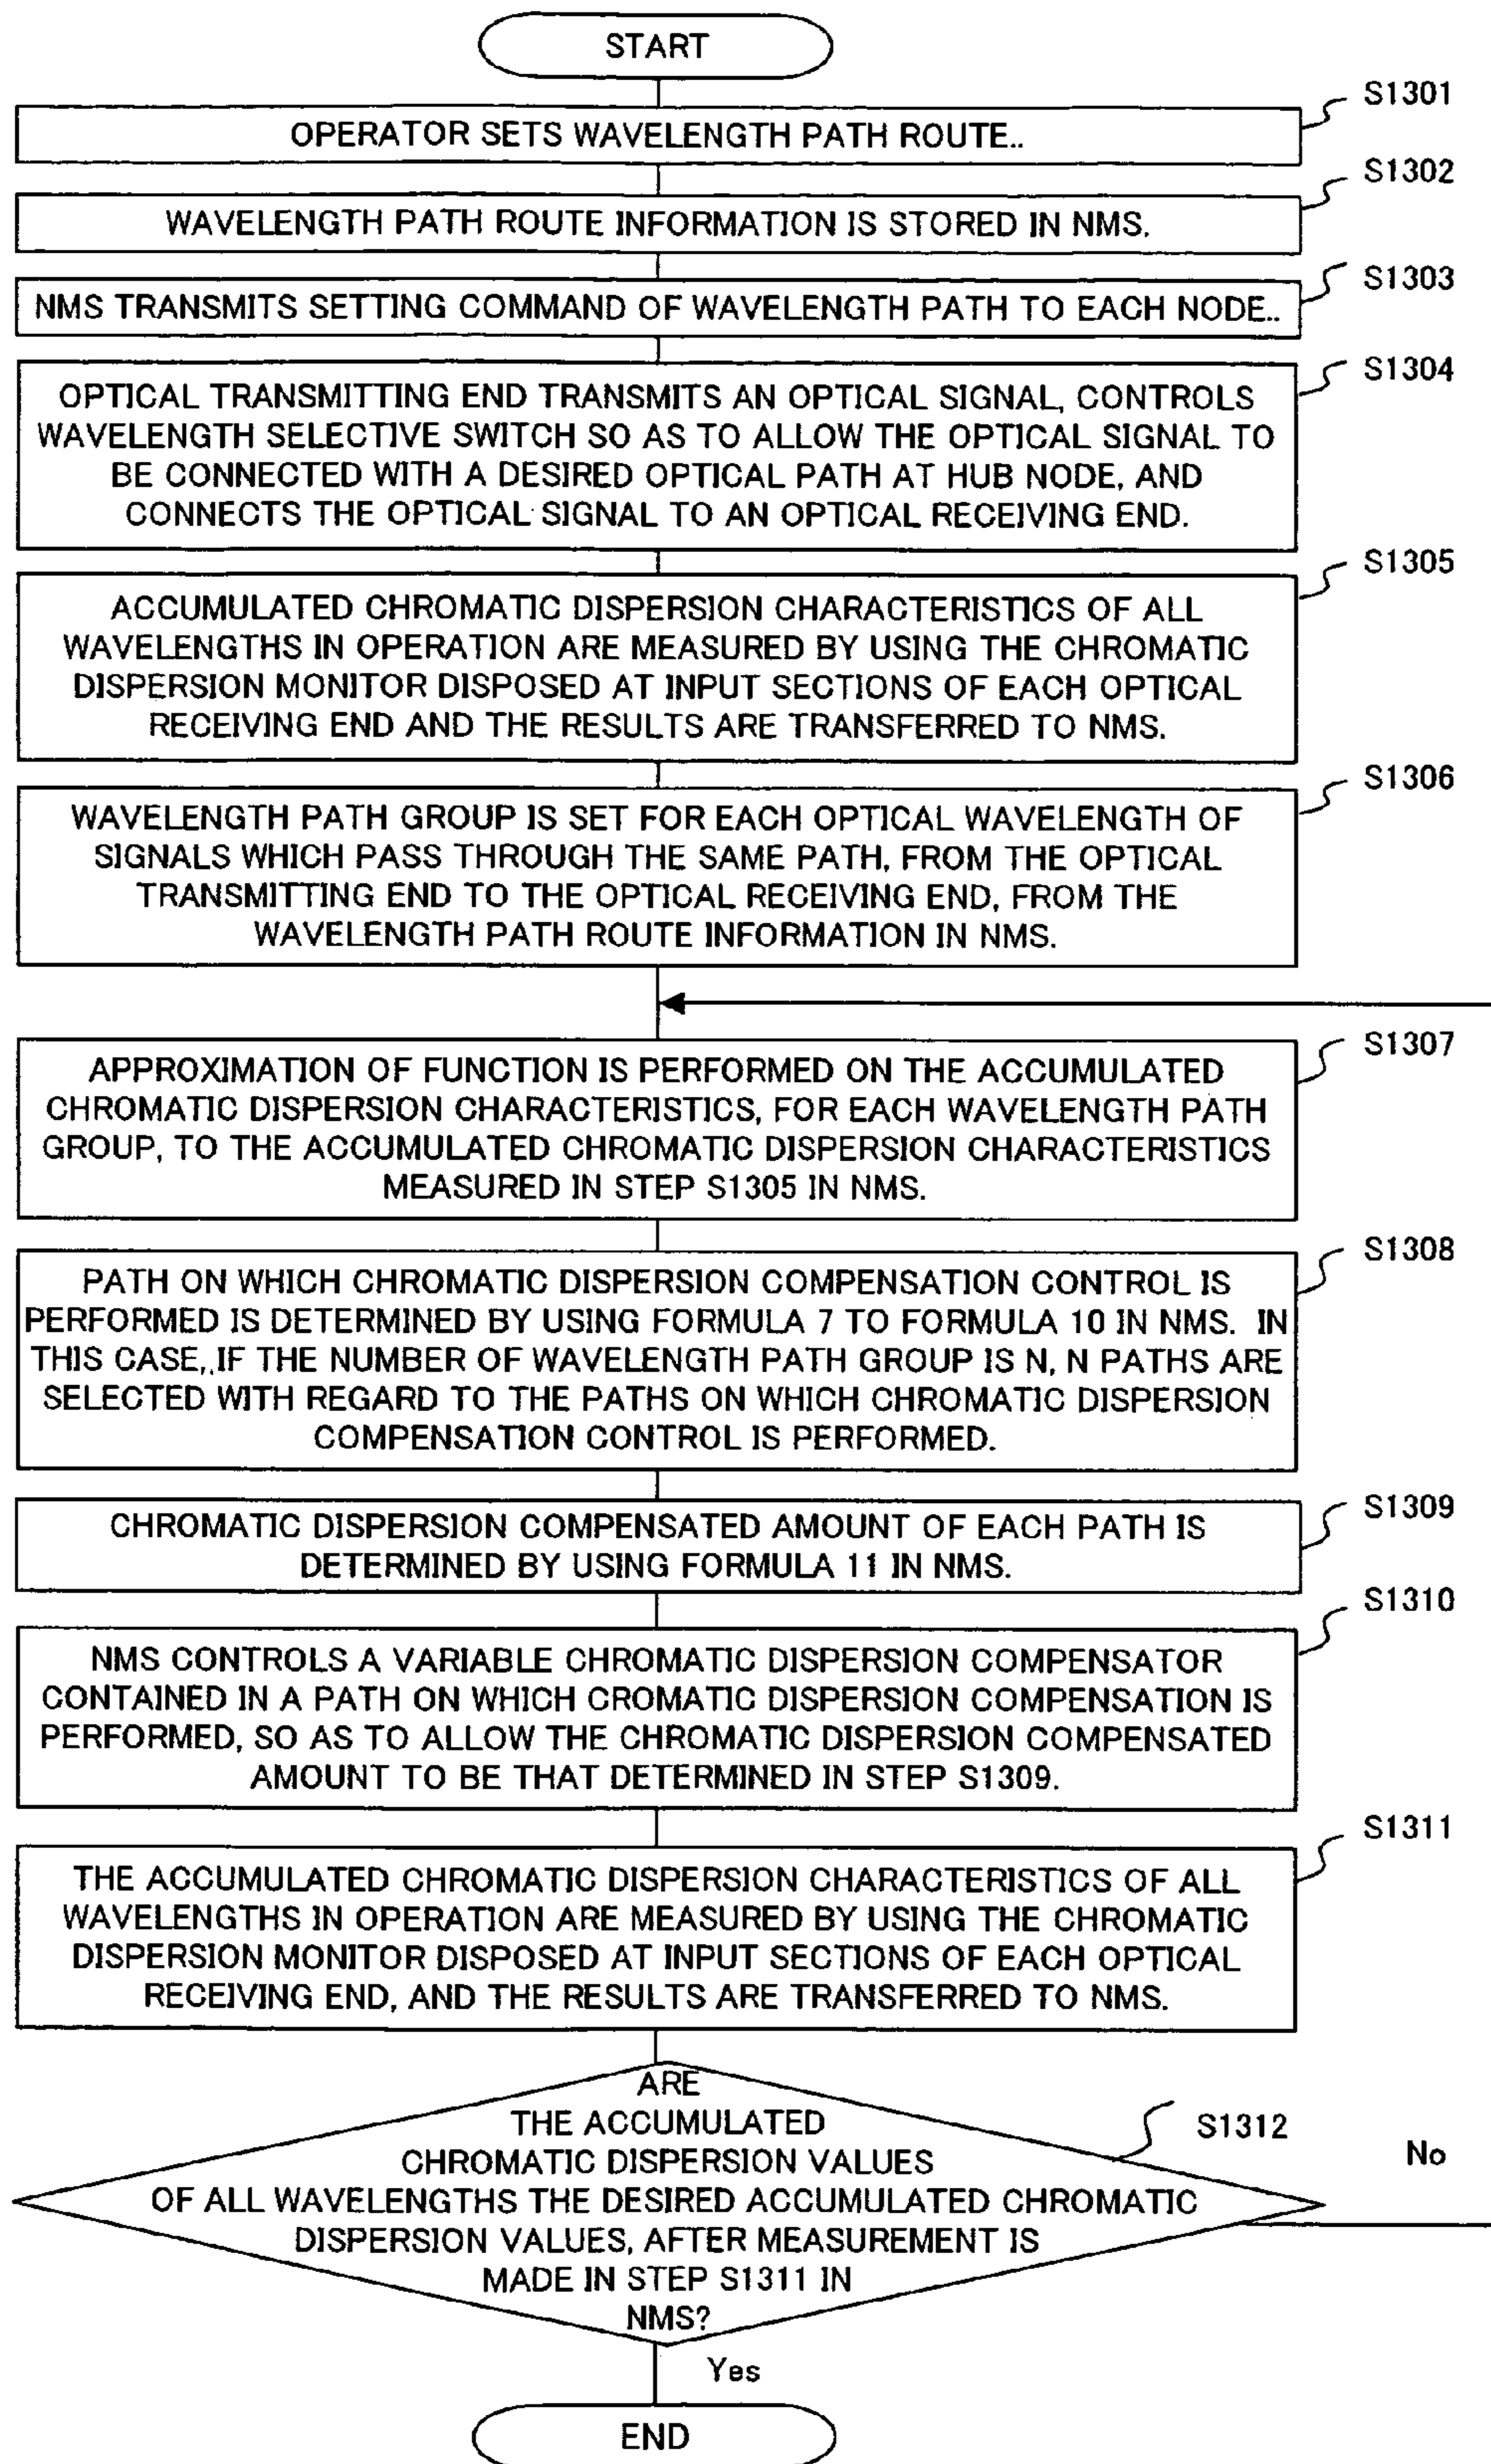 START
S1301
OPERATOR SETS WAVELENGTH PATH ROUTE..
S1302
WAVELENGTH PATH ROUTE INFORMATION IS STORED IN NMS.
S1303
NMS TRANSMITS SETTING COMMAND OF WAVELENGTH PATH TO EACH NODE..
S1304
OPTICAL TRANSMITTING END TRANSMITS AN OPTICAL SIGNAL, CONTROLS
WAVELENGTH SELECTIVE SWITCH SO AS TO ALLOW THE OPTICAL SIGNAL TO
BE CONNECTED WITH A DESIRED OPTICAL PATH AT HUB NODE, AND
CONNECTS THE OPTICAL SIGNAL TO AN OPTICAL RECEIVING END.
S1305
ACCUMULATED CHROMATIC DISPERSION CHARACTERISTICS OF ALL
WAVELENGTHS IN OPERATION ARE MEASURED BY USING THE CHROMATIC
DISPERSION MONITOR DISPOSED AT INPUT SECTIONS OF EACH OPTICAL
RECEIVING END AND THE RESULTS ARE TRANSFERRED TO NMS.
S1306
WAVELENGTH PATH GROUP IS SET FOR EACH OPTICAL WAVELENGTH OF
SIGNALS WHICH PASS THROUGH THE SAME PATH, FROM THE OPTICAL
TRANSMITTING END TO THE OPTICAL RECEIVING END, FROM THE
WAVELENGTH PATH ROUTE INFORMATION IN NMS.
S1307
APPROXIMATION OF FUNCTION IS PERFORMED ON THE ACCUMULATED
CHROMATIC DISPERSION CHARACTERISTICS, FOR EACH WAVELENGTH PATH
GROUP, TO THE ACCUMULATED CHROMATIC DISPERSION CHARACTERISTICS
MEASURED IN STEP S1305 IN NMS.
S1308
PATH ON WHICH CHROMATIC DISPERSION COMPENSATION CONTROL IS
PERFORMED IS DETERMINED BY USING FORMULA 7 TO FORMULA 10 IN NMS. IN
THIS CASE, IF THE NUMBER OF WAVELENGTH PATH GROUP IS N, N PATHS ARE
SELECTED WITH REGARD TO THE PATHS ON WHICH CHROMATIC DISPERSION
COMPENSATION CONTROL IS PERFORMED.
S1309
CHROMATIC DISPERSION COMPENSATED AMOUNT OF EACH PATH IS
DETERMINED BY USING FORMULA 11 IN NMS.
S1310
NMS CONTROLS A VARIABLE CHROMATIC DISPERSION COMPENSATOR
CONTAINED IN A PATH ON WHICH CROMATIC DISPERSION COMPENSATION IS
PERFORMED, SO AS TO ALLOW THE CHROMATIC DISPERSION COMPENSATED
AMOUNT TO BE THAT DETERMINED IN STEP S1309.
S1311
THE ACCUMULATED CHROMATIC DISPERSION CHARACTERISTICS OF ALL
WAVELENGTHS IN OPERATION ARE MEASURED BY USING THE CHROMATIC
DISPERSION MONITOR DISPOSED AT INPUT SECTIONS OF EACH OPTICAL
RECEIVING END, AND THE RESULTS ARE TRANSFERRED TO NMS.
S1312
ARE
THE ACCUMULATED
CHROMATIC DISPERSION VALUES
OF ALL WAVELENGTHS THE DESIRED ACCUMULATED CHROMATIC
DISPERSION VALUES, AFTER MEASUREMENT IS
MADE IN STEP S1311 IN
NMS?
No
Yes
END